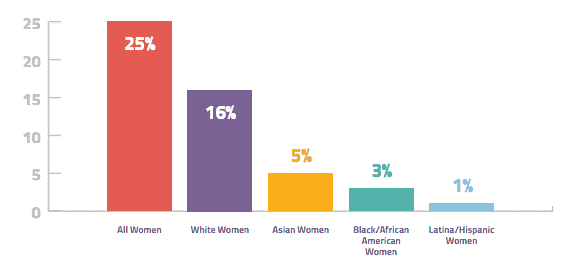 25
20
15
10
5
0
25%
16%
5%
3%
1%
All Women
White Women
Asian Women
Black/African
American
Women
Latina/Hispanic
Women